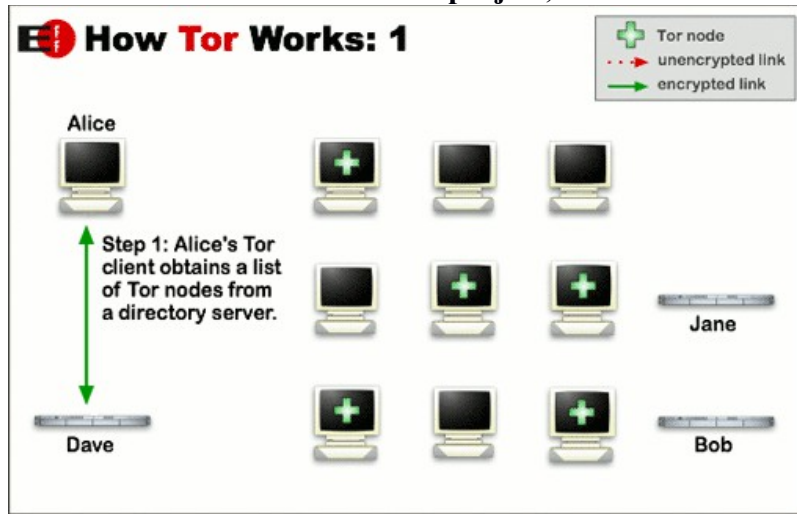 EFF How Tor Works: 1
Tor node
unencrypted link
encrypted link
Alice
Step 1: Alice's Tor
client obtains a list
of Tor nodes from
a directory server.
Jane
Dave
Bob